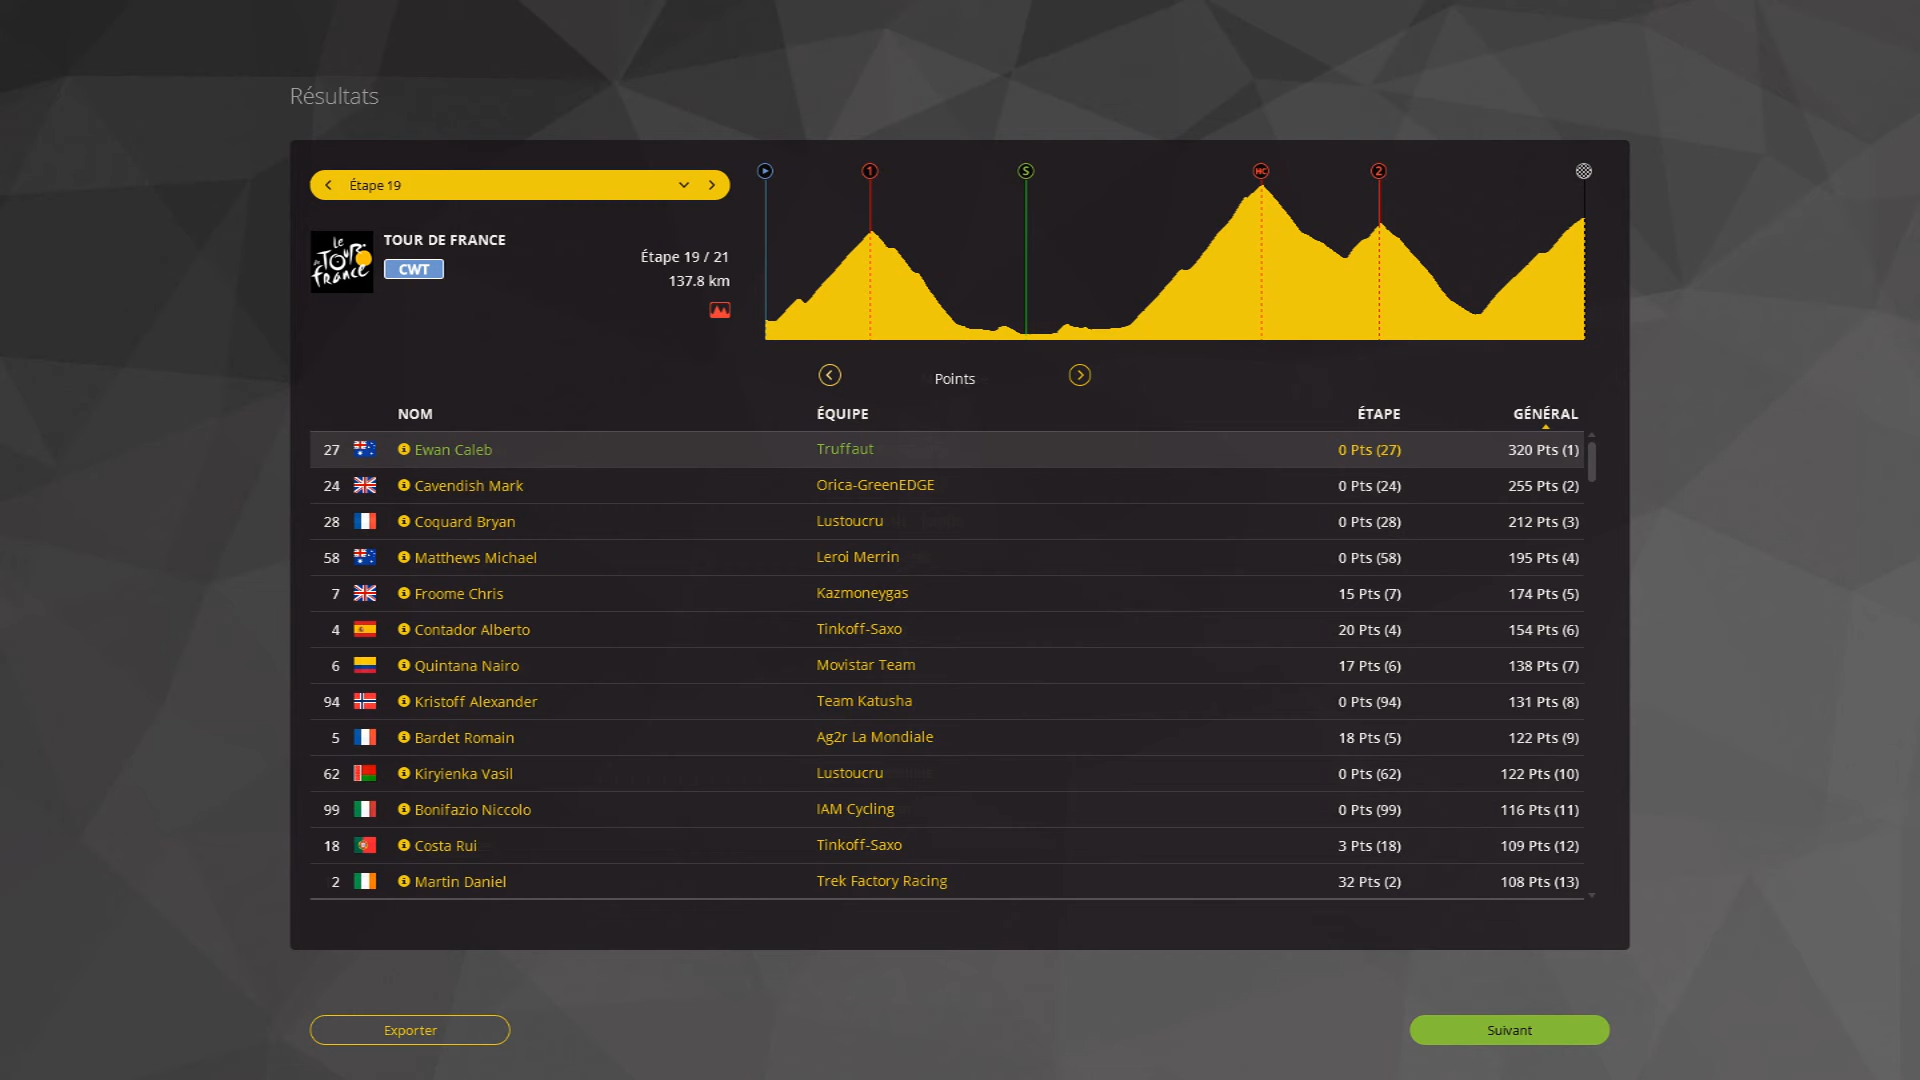 Résultats
Étape 19
1
S
HC
2
le
TOUR
de
france
TOUR DE FRANCE
CWT
Étape 19 / 21
137.8 km
Points
NOM ÉQUIPE ÉTAPE GÉNÉRAL
27 Ewan Caleb Truffaut 0 Pts (27) 320 Pts (1)
24 Cavendish Mark Orica-GreenEDGE 0 Pts (24) 255 Pts (2)
28 Coquard Bryan Lustoucru 0 Pts (28) 212 Pts (3)
58 Matthews Michael Leroi Merrin 0 Pts (58) 195 Pts (4)
7 Froome Chris Kazmoneygas 15 Pts (7) 174 Pts (5)
4 Contador Alberto Tinkoff-Saxo 20 Pts (4) 154 Pts (6)
6 Quintana Nairo Movistar Team 17 Pts (6) 138 Pts (7)
94 Kristoff Alexander Team Katusha 0 Pts (94) 131 Pts (8)
5 Bardet Romain Ag2r La Mondiale 18 Pts (5) 122 Pts (9)
62 Kiryienka Vasil Lustoucru 0 Pts (62) 122 Pts (10)
99 Bonifazio Niccolo IAM Cycling 0 Pts (99) 116 Pts (11)
18 Costa Rui Tinkoff-Saxo 3 Pts (18) 109 Pts (12)
2 Martin Daniel Trek Factory Racing 32 Pts (2) 108 Pts (13)
Exporter
Suivant